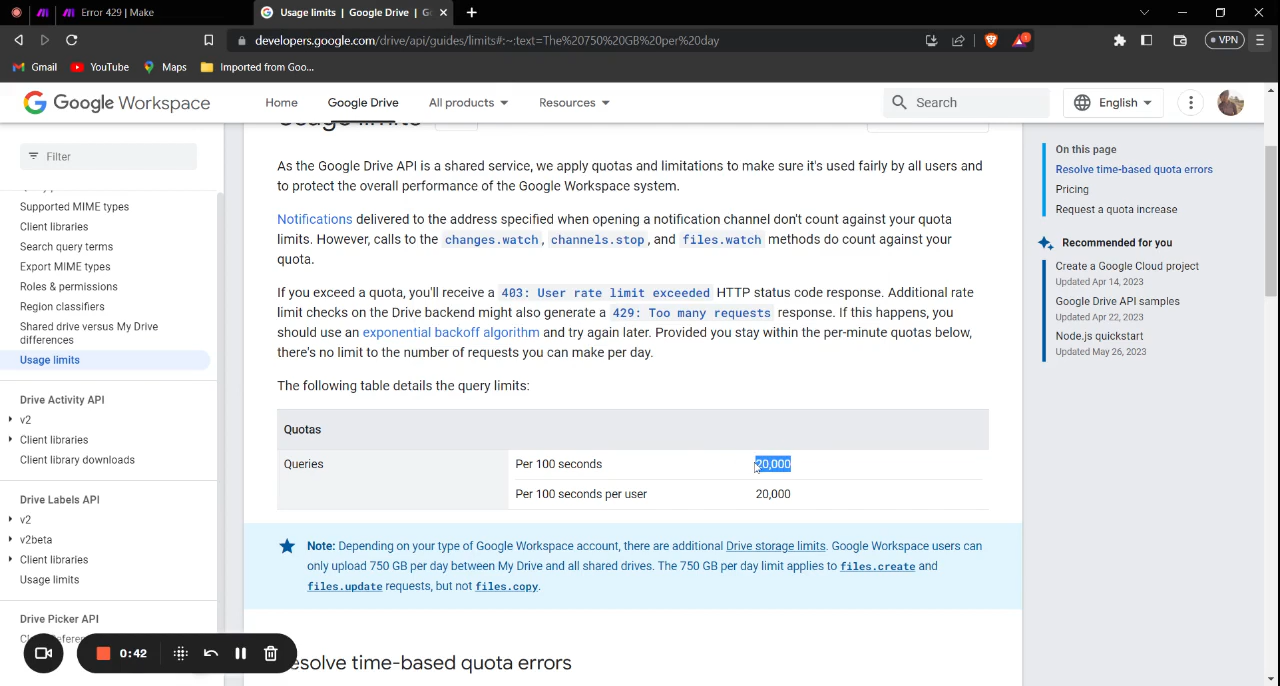 Error 429 | Make
Usage limits | Google Drive | G
developers.google.com/drive/api/guides/limits#:~:text=The%20750%20GB%20per%20day
VPN
Gmail
YouTube
Maps
Imported from Goo...
Google Workspace
Home
Google Drive
All products
Resources
Search
English
Filter
Supported MIME types
Client libraries
Search query terms
Export MIME types
Roles & permissions
Region classifiers
Shared drive versus My Drive
differences
Usage limits
Drive Activity API
v2
Client libraries
Client library downloads
Drive Labels API
v2
v2beta
Client libraries
Usage limits
Drive Picker API
0:42
Usage limits
As the Google Drive API is a shared service, we apply quotas and limitations to make sure it's used fairly by all users and
to protect the overall performance of the Google Workspace system.
Notifications delivered to the address specified when opening a notification channel don't count against your quota
limits. However, calls to the changes.watch, channels.stop, and files.watch methods do count against your
quota.
If you exceed a quota, you'll receive a 403: User rate limit exceeded HTTP status code response. Additional rate
limit checks on the Drive backend might also generate a 429: Too many requests response. If this happens, you
should use an exponential backoff algorithm and try again later. Provided you stay within the per-minute quotas below,
there's no limit to the number of requests you can make per day.
The following table details the query limits:
Quotas
Queries
Per 100 seconds 20,000
Per 100 seconds per user 20,000
Note: Depending on your type of Google Workspace account, there are additional Drive storage limits. Google Workspace users can
only upload 750 GB per day between My Drive and all shared drives. The 750 GB per day limit applies to files.create and
files.update requests, but not files.copy.
esolve time-based quota errors
On this page
Resolve time-based quota errors
Pricing
Request a quota increase
Recommended for you
Create a Google Cloud project
Updated Apr 14, 2023
Google Drive API samples
Updated Apr 22, 2023
Node.js quickstart
Updated May 26, 2023